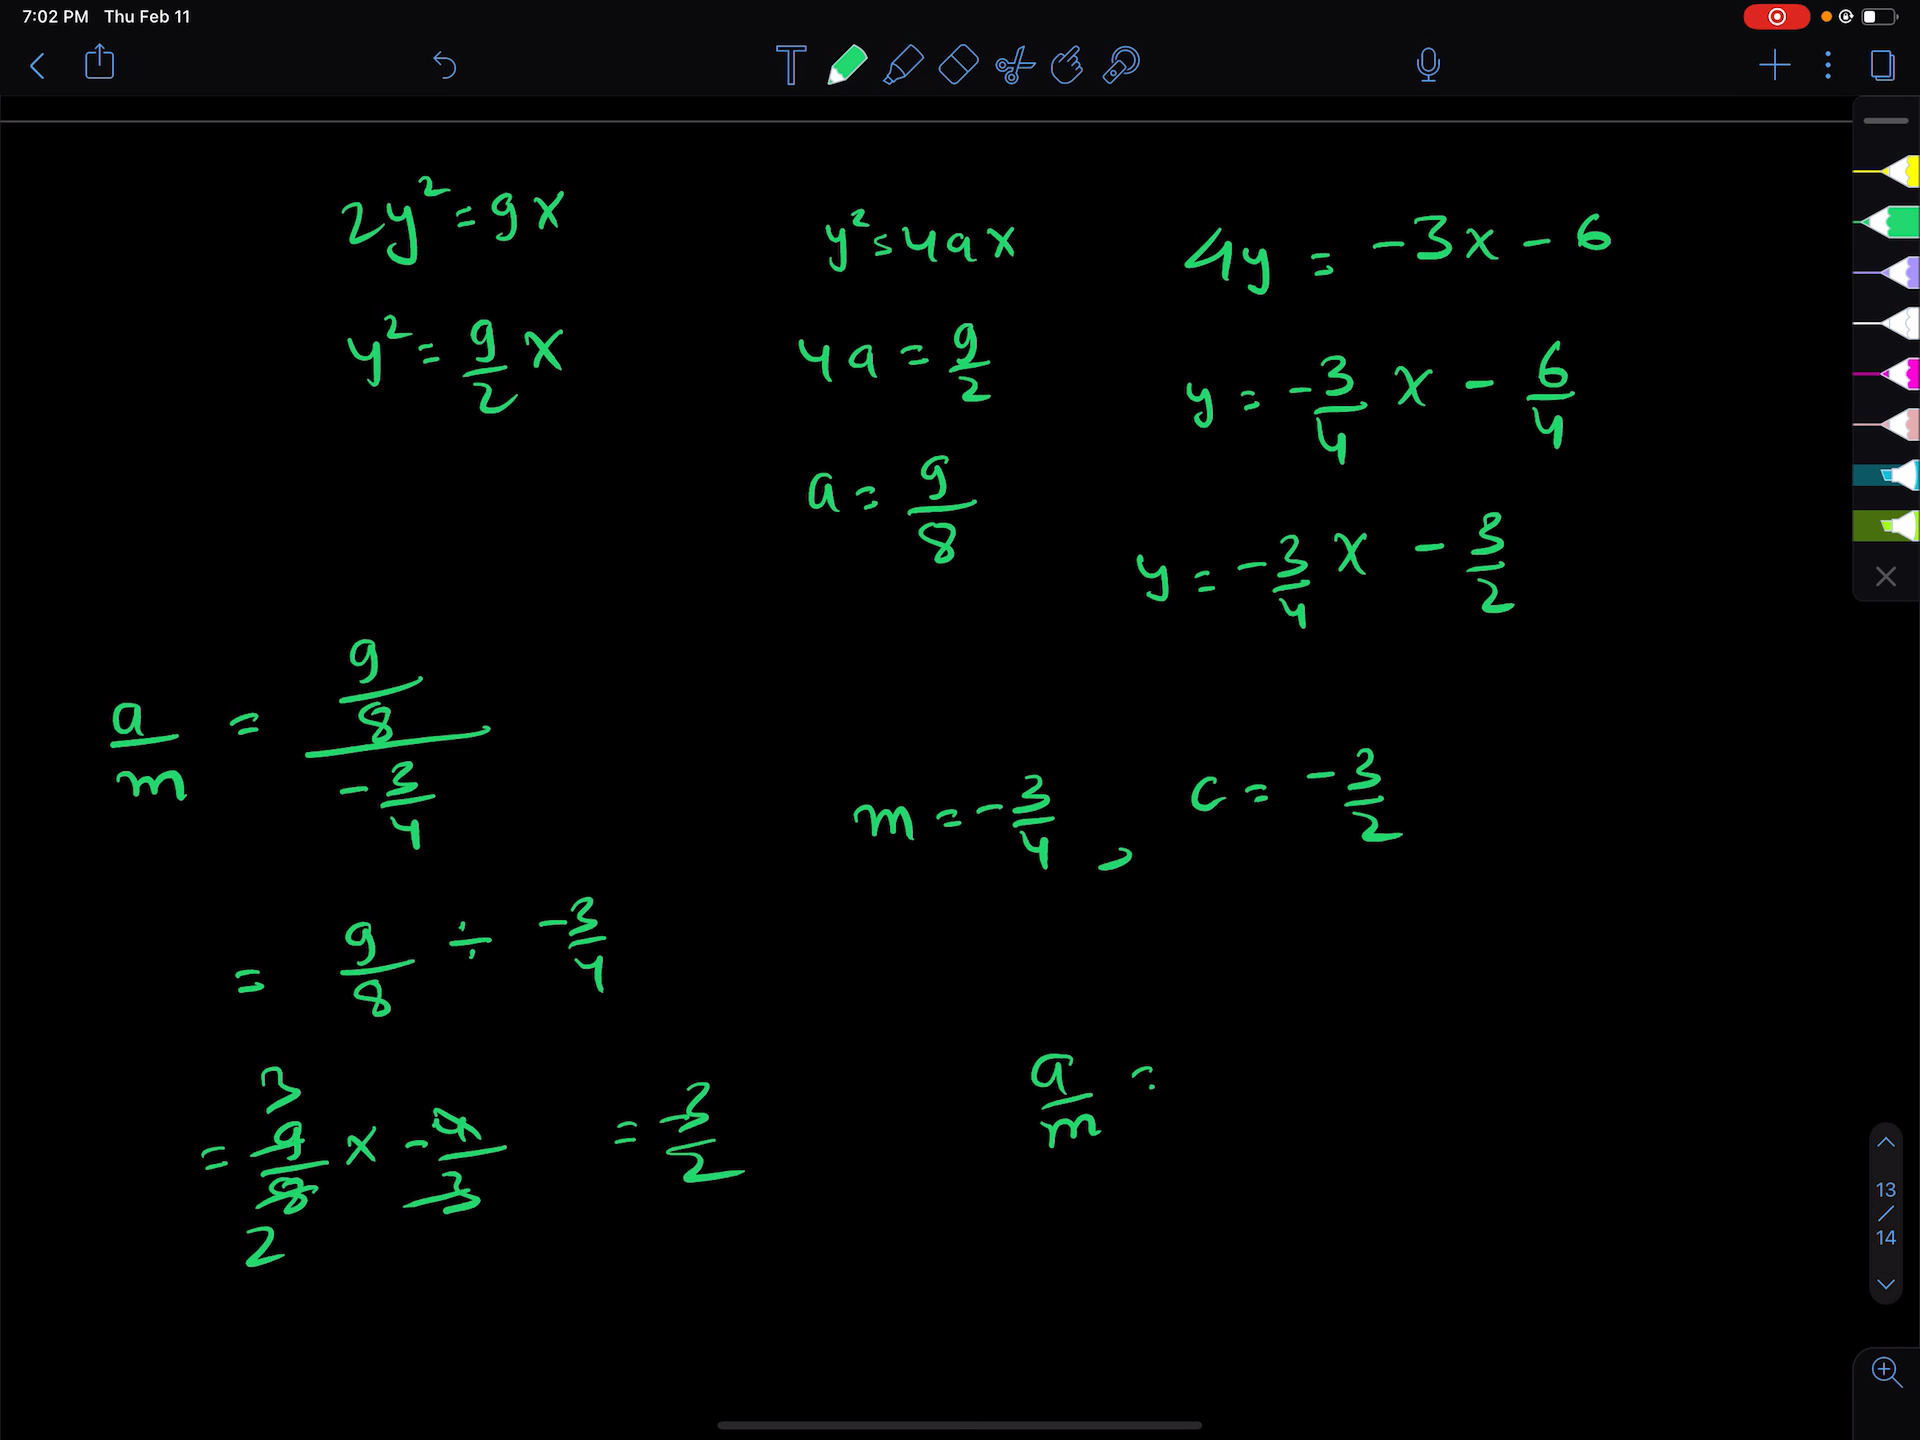 7:02 PM Thu Feb 11
2y² = 9x
y² = 9/2 x
y² = 4ax
4a = 9/2
a = 9/8
4y = -3x - 6
y = -3/4 x - 6/4
y = -3/4 x - 3/2
a/m = (9/8)/(-3/4)
m = -3/4 , c = -3/2
= 9/8 ÷ -3/4
3
= 9/8 x -4/3 = -3/2
2
a/m =
T
13
/
14